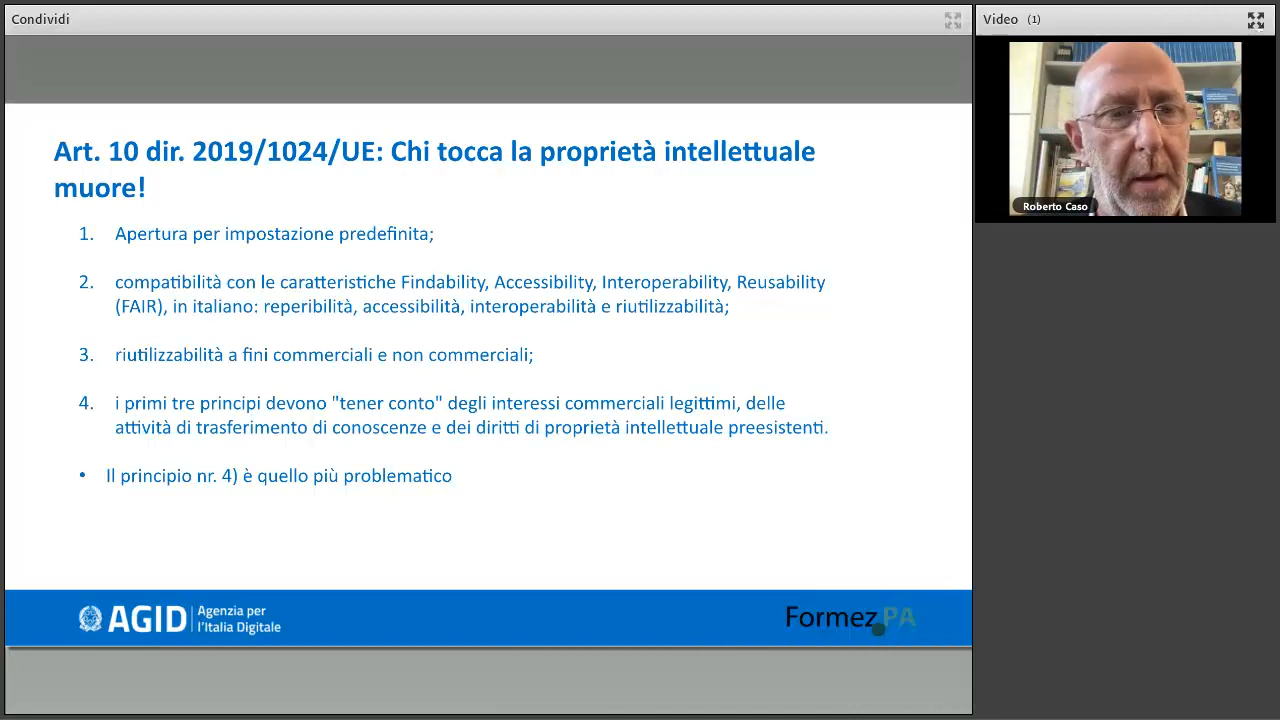 Condividi
Video (1)
Art. 10 dir. 2019/1024/UE: Chi tocca la proprietà intellettuale
muore!
1. Apertura per impostazione predefinita;
2. compatibilità con le caratteristiche Findability, Accessibility, Interoperability, Reusability
(FAIR), in italiano: reperibilità, accessibilità, interoperabilità e riutilizzabilità;
3. riutilizzabilità a fini commerciali e non commerciali;
4. i primi tre principi devono "tener conto" degli interessi commerciali legittimi, delle
attività di trasferimento di conoscenze e dei diritti di proprietà intellettuale preesistenti.
• Il principio nr. 4) è quello più problematico
Roberto Caso
AGID
Agenzia per
l'Italia Digitale
Formez PA